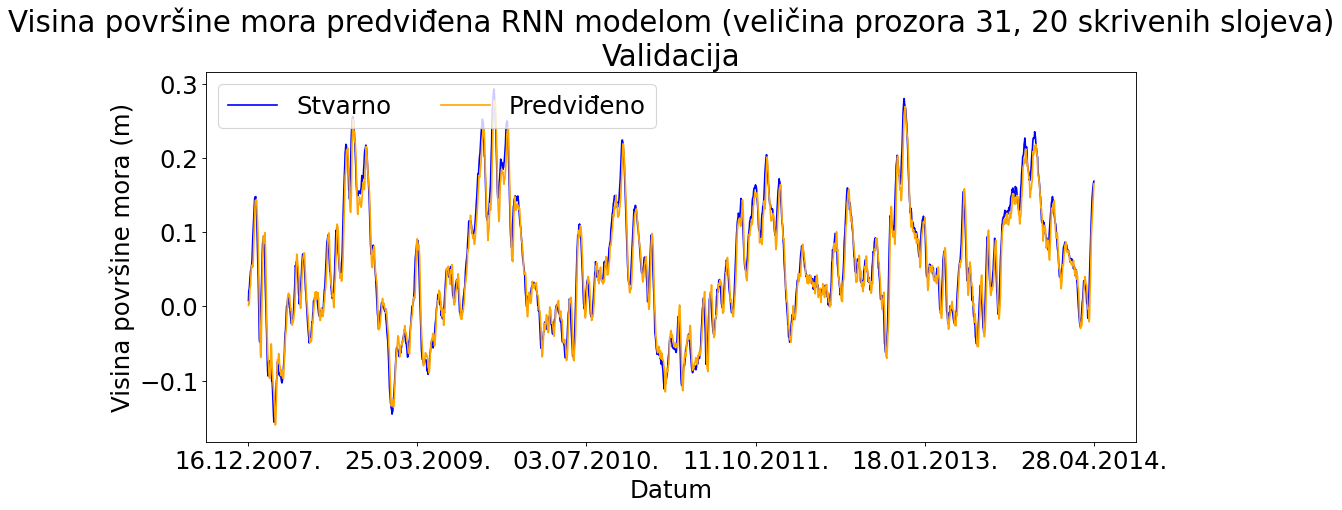 Visina površine mora predviđena RNN modelom (veličina prozora 31, 20 skrivenih slojeva)
Validacija
Stvarno Predviđeno
Visina površine mora (m)
0.3
0.2
0.1
0.0
−0.1
16.12.2007. 25.03.2009. 03.07.2010. 11.10.2011. 18.01.2013. 28.04.2014.
Datum